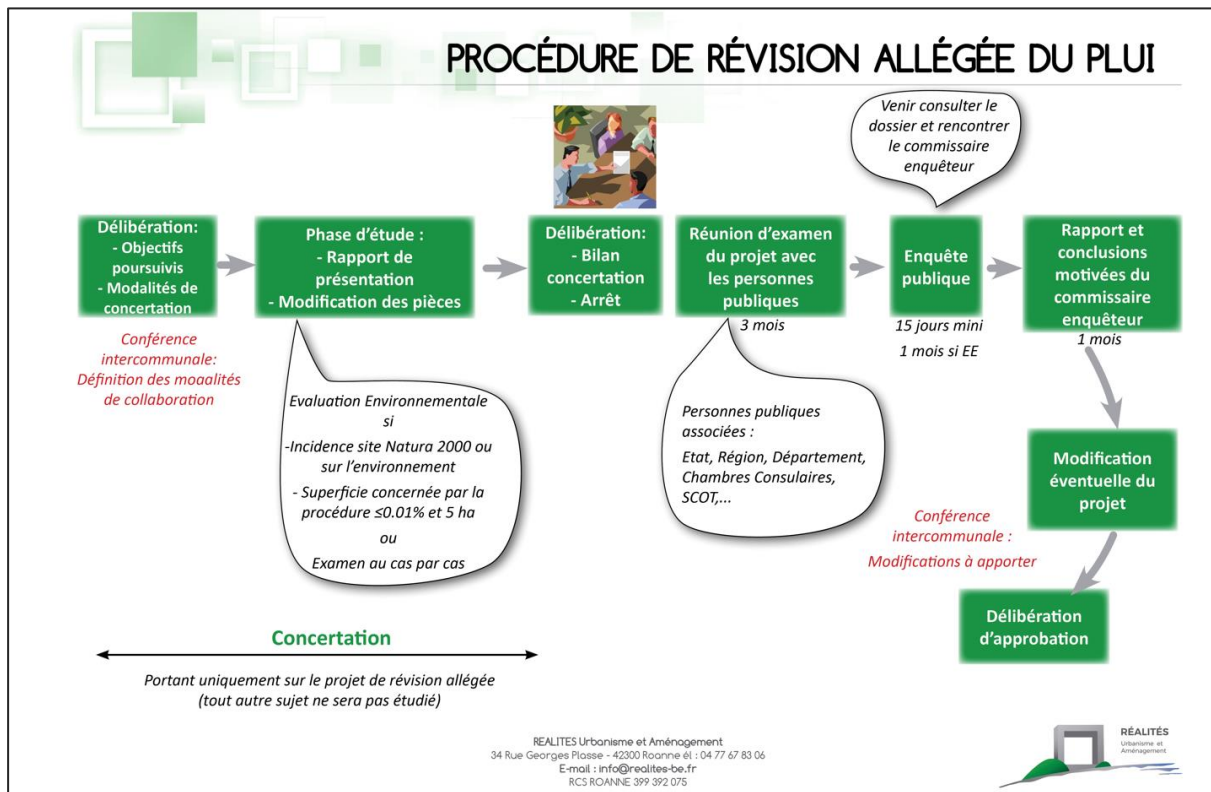 PROCÉDURE DE RÉVISION ALLÉGÉE DU PLUI
Venir consulter le
dossier et rencontrer
le commissaire
enquêteur
Délibération:
- Objectifs
poursuivis
- Modalités de
concertation
Conférence
intercommunale:
Définition des moaalités
de collaboration
Phase d'étude :
- Rapport de
présentation
- Modification des pièces
Evaluation Environnementale
si
-Incidence site Natura 2000 ou
sur l'environnement
- Superficie concernée par la
procédure ≤0.01% et 5 ha
ou
Examen au cas par cas
Délibération:
- Bilan
concertation
- Arrêt
Réunion d'examen
du projet avec
les personnes
publiques
3 mois
Personnes publiques
associées :
Etat, Région, Département,
Chambres Consulaires,
SCOT,...
Enquête
publique
15 jours mini
1 mois si EE
Rapport et
conclusions
motivées du
commissaire
enquêteur
1 mois
Modification
éventuelle du
projet
Conférence
intercommunale :
Modifications à apporter
Délibération
d'approbation
Concertation
Portant uniquement sur le projet de révision allégée
(tout autre sujet ne sera pas étudié)
REALITES Urbanisme et Aménagement
34 Rue Georges Plasse - 42300 Roanne él : 04 77 67 83 06
E-mail : info@realites-be.fr
RCS ROANNE 399 392 075
RÉALITÉS
Urbanisme et
Aménagement